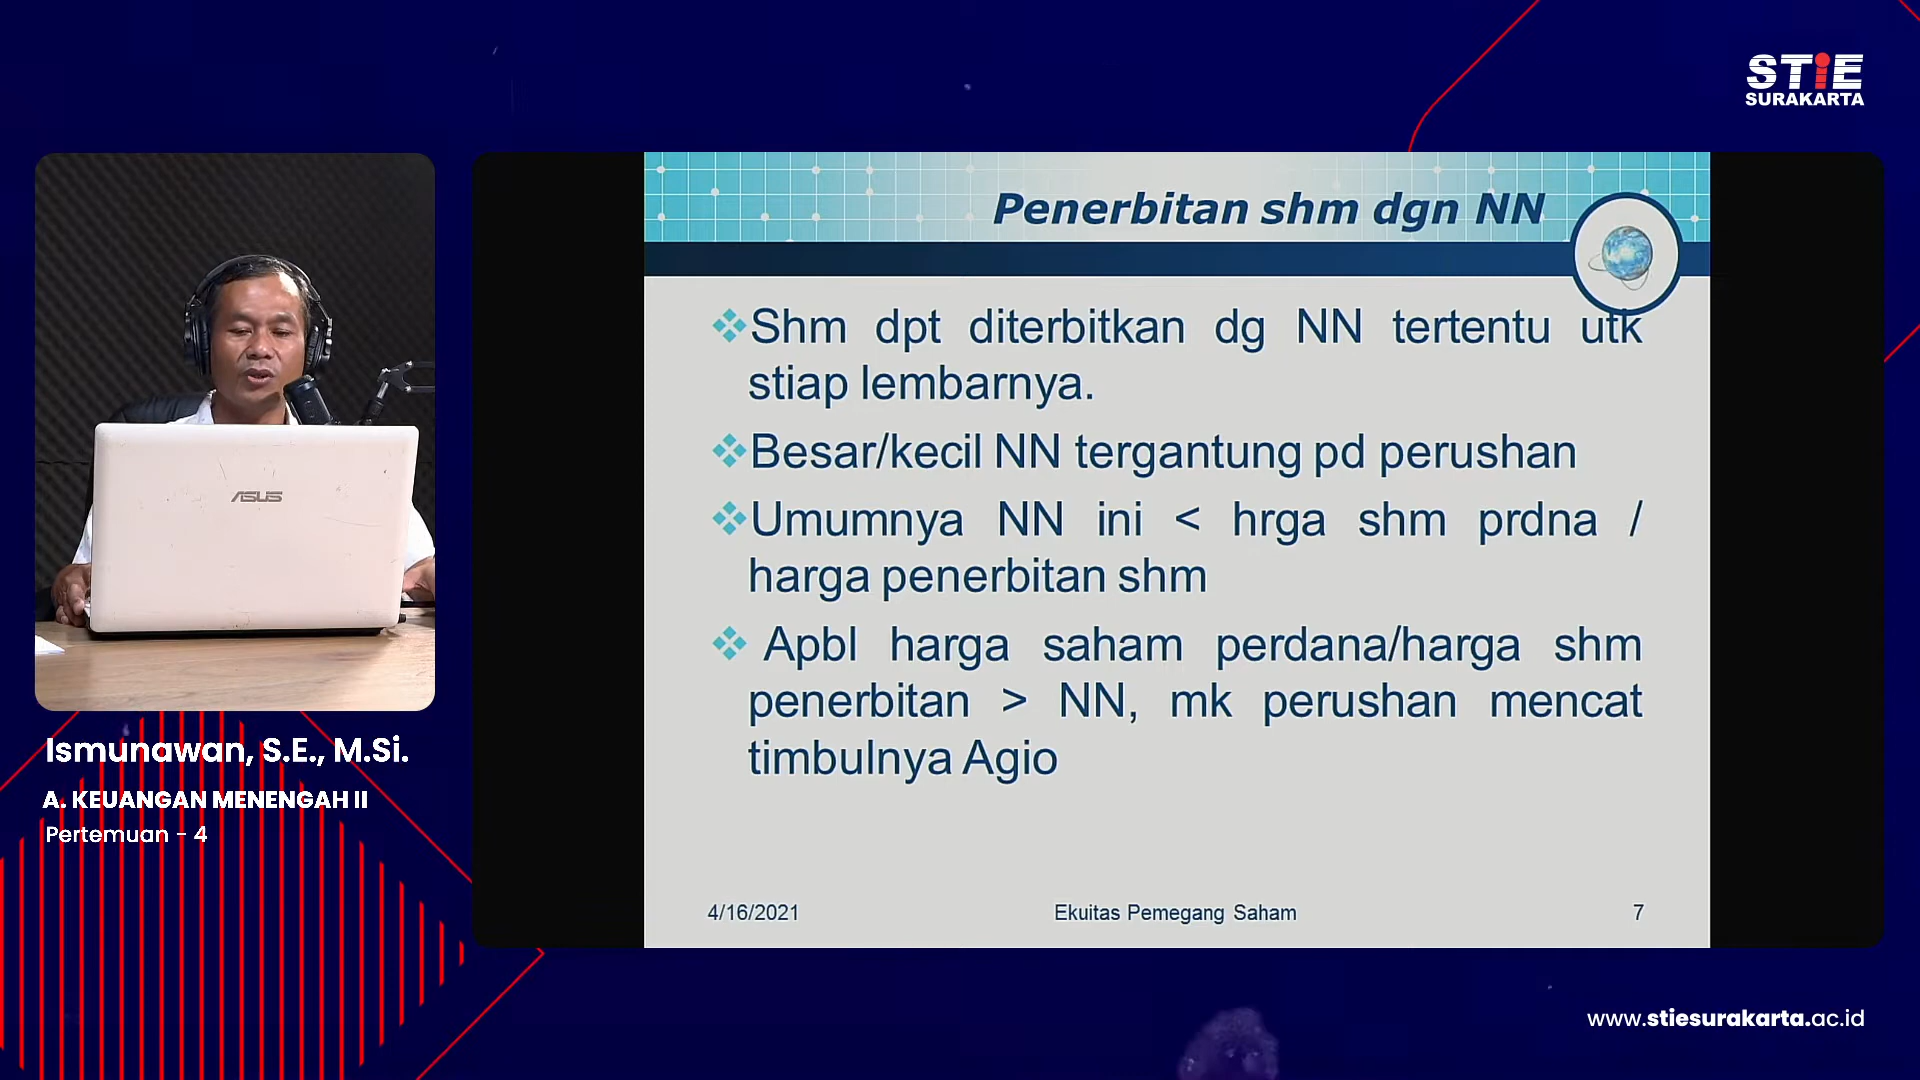 STiE
SURAKARTA
Penerbitan shm dgn NN
Shm dpt diterbitkan dg NN tertentu utk
stiap lembarnya.
Besar/kecil NN tergantung pd perushan
Umumnya NN ini < hrga shm prdna /
harga penerbitan shm
Apbl harga saham perdana/harga shm
penerbitan > NN, mk perushan mencat
timbulnya Agio
4/16/2021
Ekuitas Pemegang Saham
7
ASUS
Ismunawan, S.E., M.Si.
A. KEUANGAN MENENGAH II
Pertemuan - 4
www.stiesurakarta.ac.id